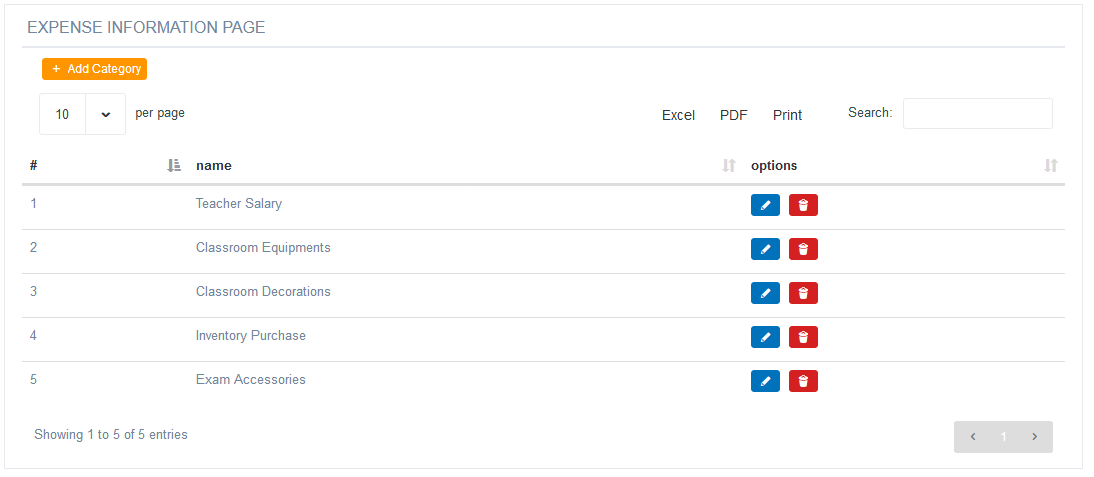 EXPENSE INFORMATION PAGE
+ Add Category
10 per page Excel PDF Print Search:
# name options
1 Teacher Salary
2 Classroom Equipments
3 Classroom Decorations
4 Inventory Purchase
5 Exam Accessories
Showing 1 to 5 of 5 entries
1